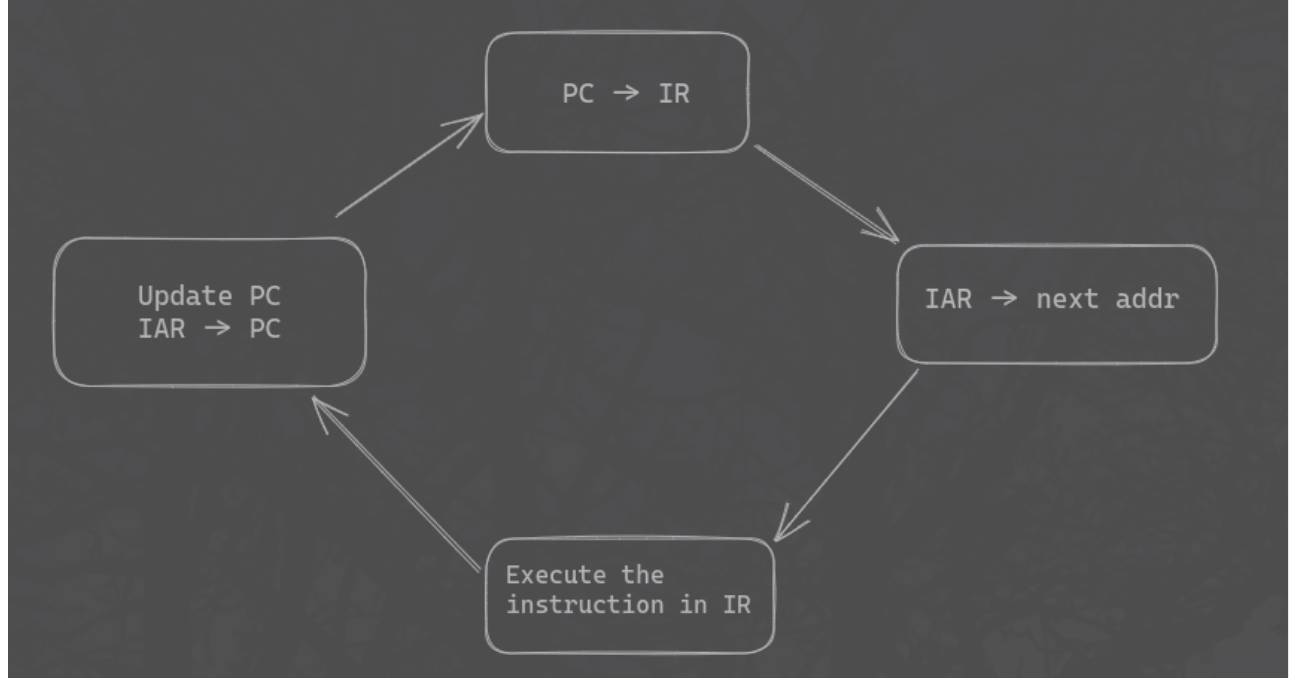 PC → IR
IAR → next addr
Execute the
instruction in IR
Update PC
IAR → PC